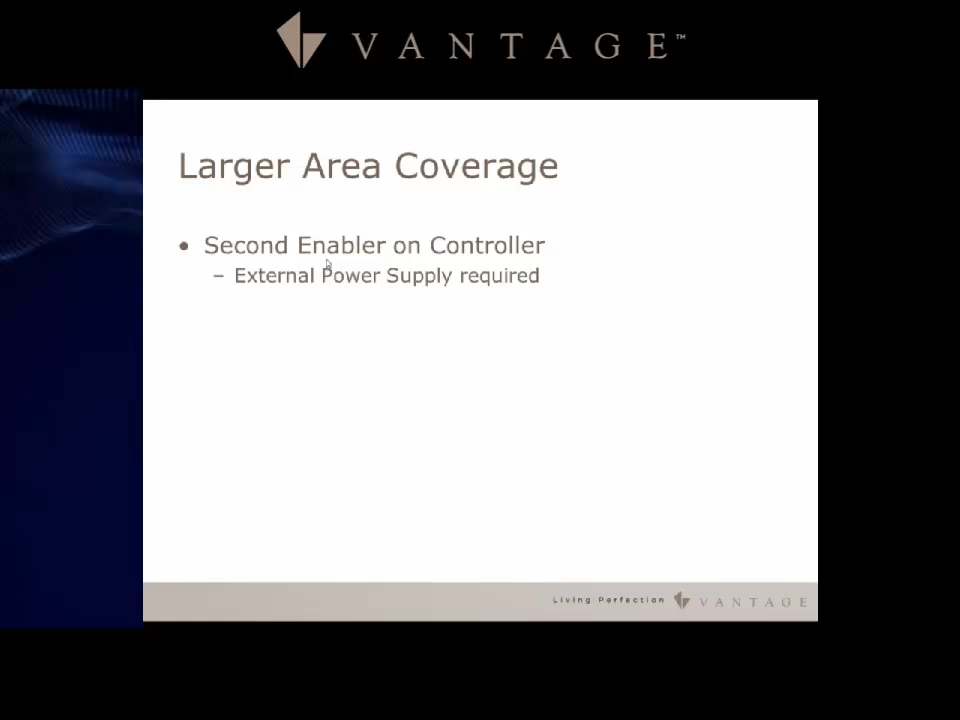 VANTAGE™
Larger Area Coverage
• Second Enabler on Controller
– External Power Supply required
Living Perfection VANTAGE